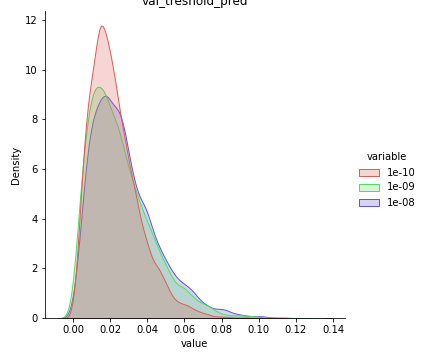 val_treshold_pred
12
10
8
6
4
2
0
Density
0.00 0.02 0.04 0.06 0.08 0.10 0.12 0.14
value
variable
1e-10
1e-09
1e-08